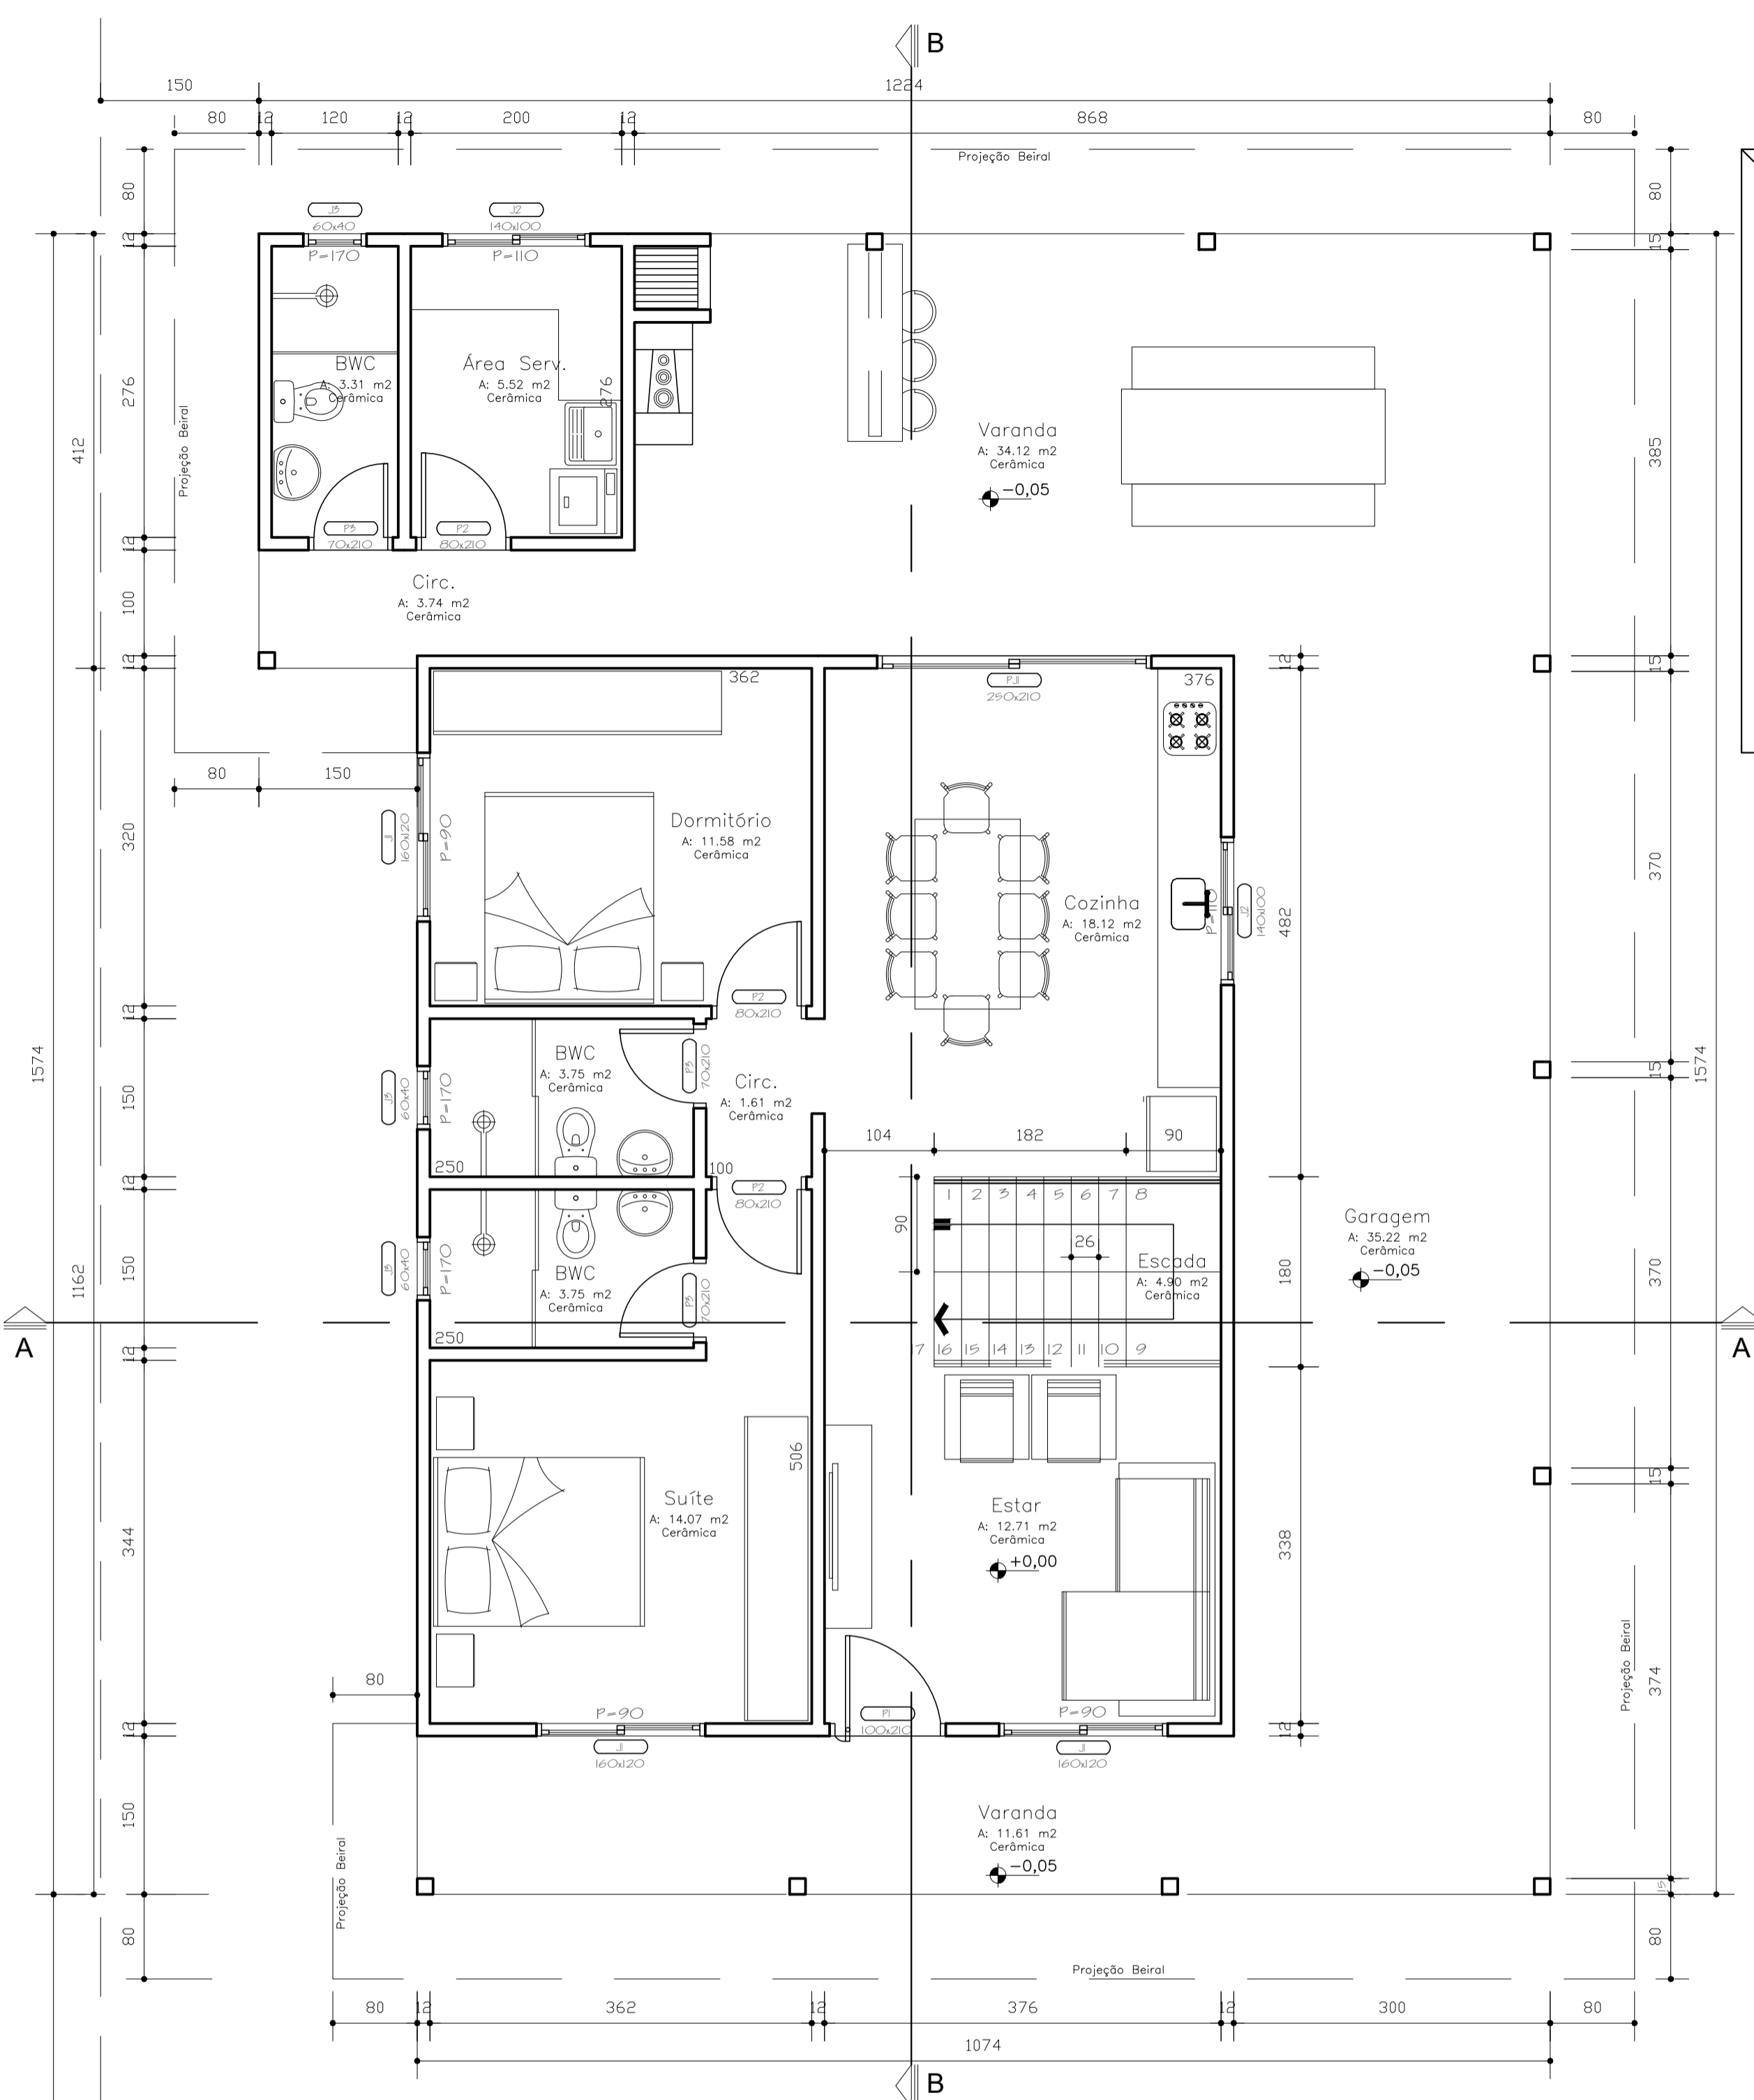 B
150
1224
80
12
120
12
200
12
868
80
Projeção Beiral
80
12
276
412
12
100
12
J3
60x40
P=170
J2
140x100
P=110
80
15
385
BWC
A: 3.31 m2
Cerâmica
Área Serv.
A: 5.52 m2
Cerâmica
276
Projeção Beiral
Varanda
A: 34.12 m2
Cerâmica
-0,05
P3
70x210
P2
80x210
Circ.
A: 3.74 m2
Cerâmica
12
15
362
PJ1
250x210
376
80
150
320
J1
160x120
P=90
Dormitório
A: 11.58 m2
Cerâmica
Cozinha
A: 18.12 m2
Cerâmica
P=110
J2
140x100
482
370
P2
80x210
12
1574
150
J3
60x40
P=170
BWC
A: 3.75 m2
Cerâmica
P3
70x210
Circ.
A: 1.61 m2
Cerâmica
15
1574
104
182
90
250
100
12
P2
80x210
1 2 3 4 5 6 7 8
90
26
Escada
A: 4.90 m2
Cerâmica
180
Garagem
A: 35.22 m2
Cerâmica
-0,05
370
1162
150
J3
60x40
P=170
BWC
A: 3.75 m2
Cerâmica
P3
70x210
250
A
A
7 16 15 14 13 12 11 10 9
12
15
506
344
Suíte
A: 14.07 m2
Cerâmica
Estar
A: 12.71 m2
Cerâmica
+0,00
338
374
Projeção Beiral
80
P=90
J1
160x120
P1
100x210
P=90
J1
160x120
12
12
150
Varanda
A: 11.61 m2
Cerâmica
-0,05
Projeção Beiral
15
80
80
Projeção Beiral
80
12
362
12
376
12
300
80
1074
B